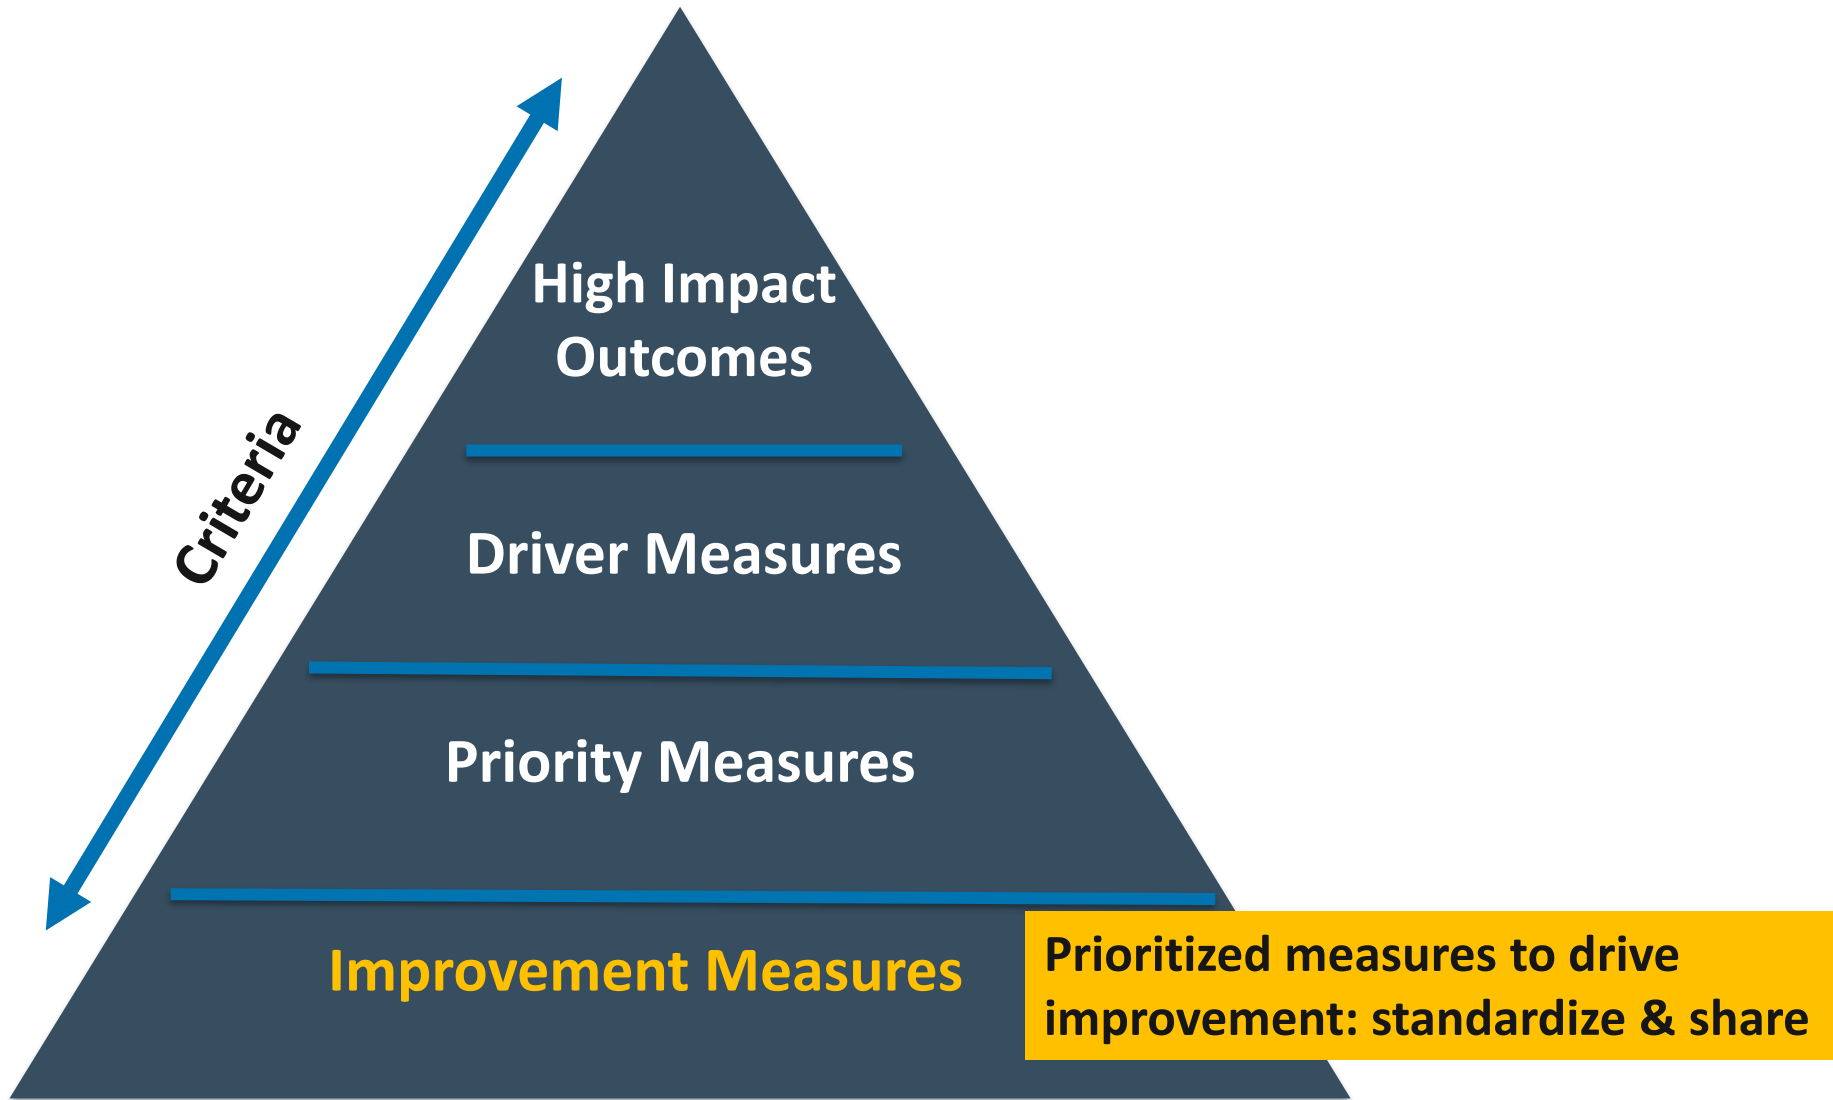 High Impact
Outcomes
Criteria
Driver Measures
Priority Measures
Improvement Measures
Prioritized measures to drive
improvement: standardize & share